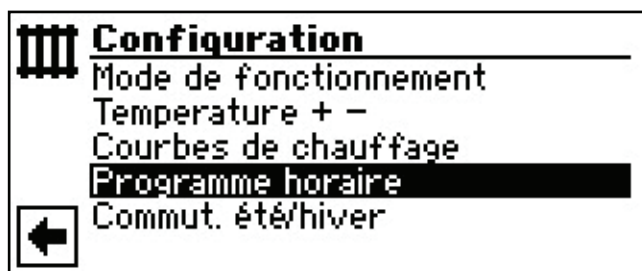 Configuration
Mode de fonctionnement
Temperature + −
Courbes de chauffage
Programme horaire
Commut. été/hiver